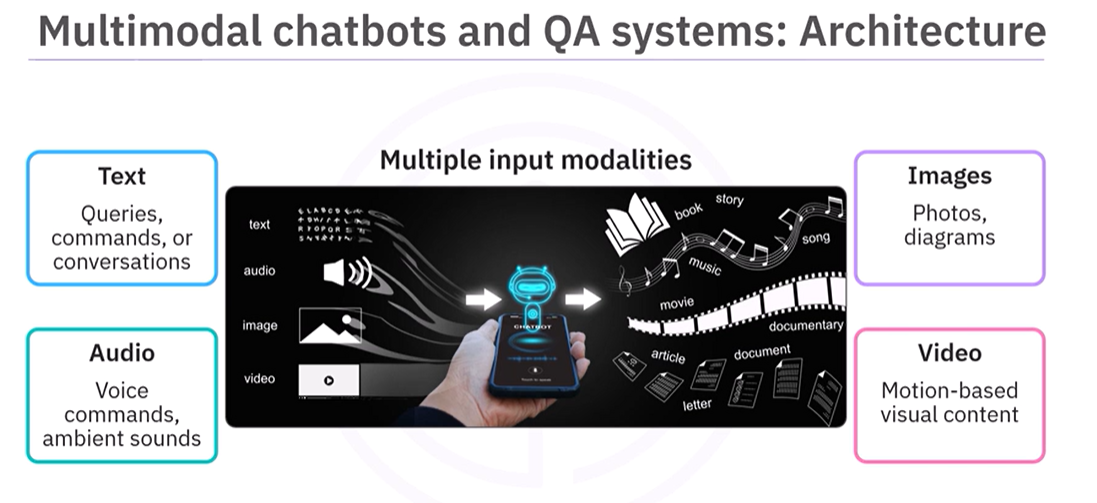 Multimodal chatbots and QA systems: Architecture
Text
Queries,
commands, or
conversations
Audio
Voice
commands,
ambient sounds
Multiple input modalities
text
audio
image
video
CHATBOT
book
story
song
music
movie
documentary
article
document
letter
Images
Photos,
diagrams
Video
Motion-based
visual content